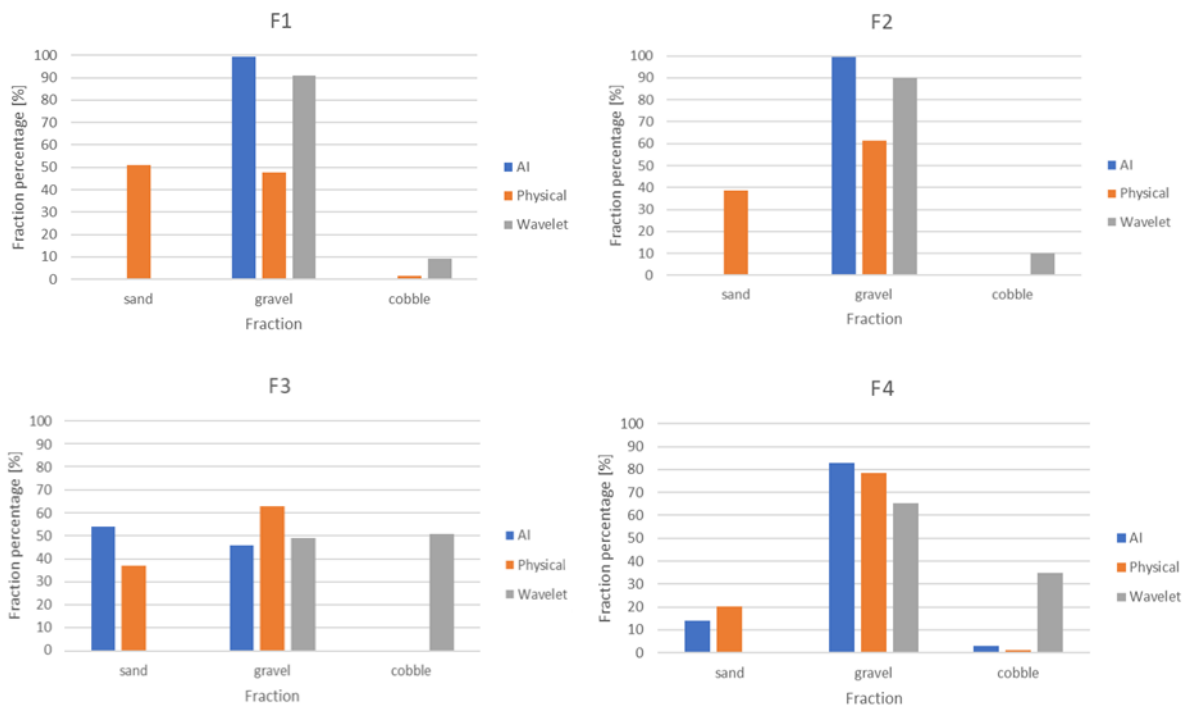 F1
Fraction percentage [%]
100
90
80
70
60
50
40
30
20
10
0
sand
gravel
cobble
Fraction
AI
Physical
Wavelet
F2
Fraction percentage [%]
100
90
80
70
60
50
40
30
20
10
0
sand
gravel
cobble
Fraction
AI
Physical
Wavelet
F3
Fraction percentage [%]
100
90
80
70
60
50
40
30
20
10
0
sand
gravel
cobble
Fraction
AI
Physical
Wavelet
F4
Fraction percentage [%]
100
90
80
70
60
50
40
30
20
10
0
sand
gravel
cobble
Fraction
AI
Physical
Wavelet